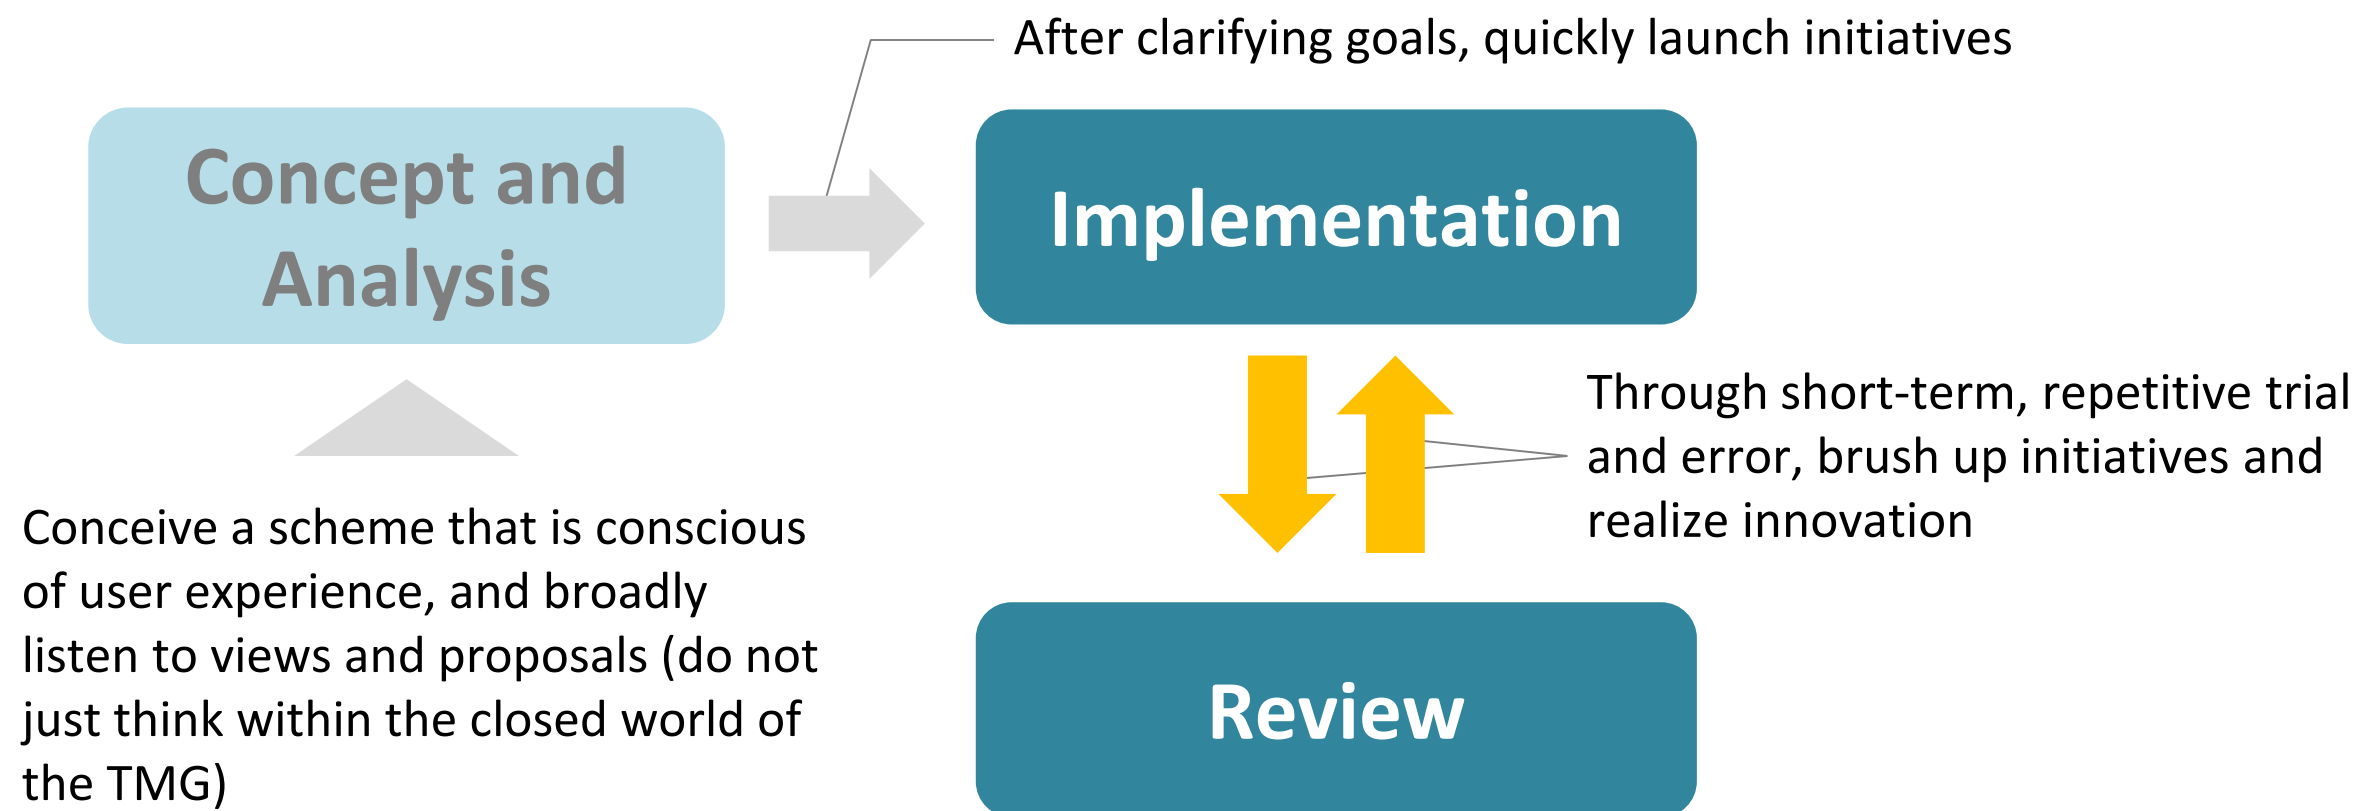 After clarifying goals, quickly launch initiatives
Concept and
Analysis
Implementation
Through short-term, repetitive trial
and error, brush up initiatives and
realize innovation
Conceive a scheme that is conscious
of user experience, and broadly
listen to views and proposals (do not
just think within the closed world of
the TMG)
Review